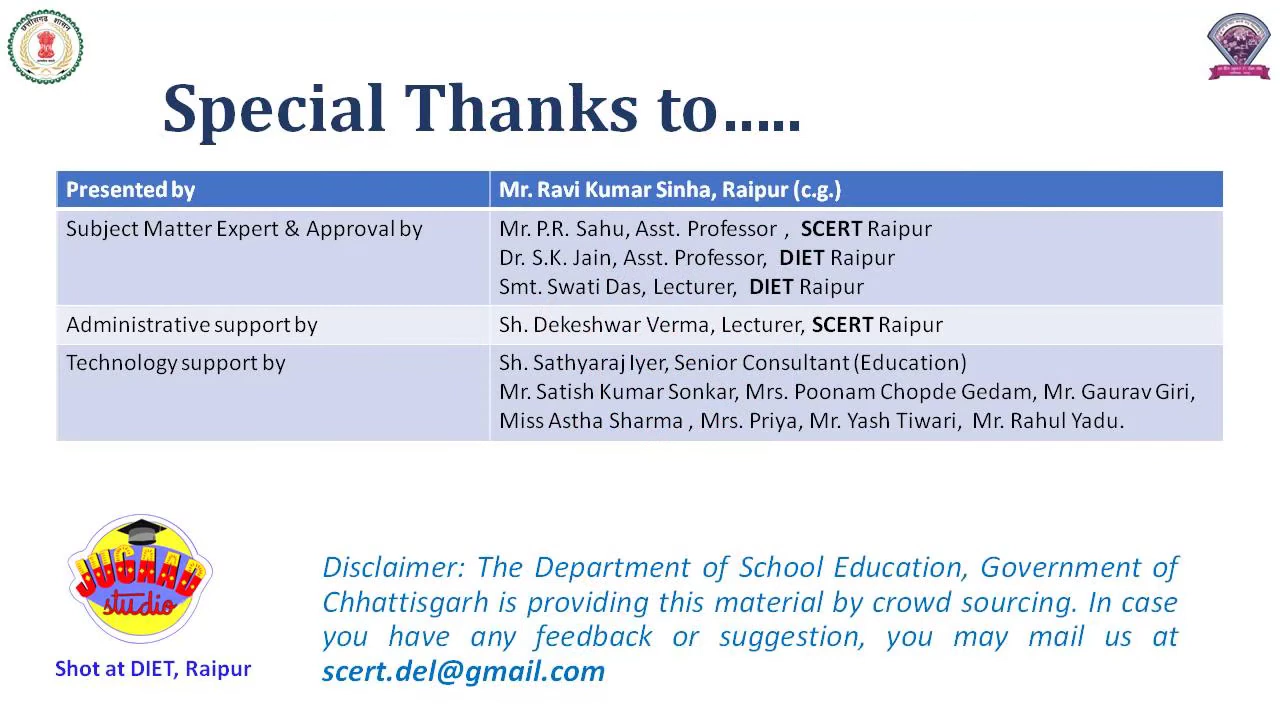 छत्तीसगढ़ शासन
Special Thanks to.....
Presented by
Mr. Ravi Kumar Sinha, Raipur (c.g.)
Subject Matter Expert & Approval by
Mr. P.R. Sahu, Asst. Professor , SCERT Raipur
Dr. S.K. Jain, Asst. Professor, DIET Raipur
Smt. Swati Das, Lecturer, DIET Raipur
Administrative support by
Sh. Dekeshwar Verma, Lecturer, SCERT Raipur
Technology support by
Sh. Sathyaraj Iyer, Senior Consultant (Education)
Mr. Satish Kumar Sonkar, Mrs. Poonam Chopde Gedam, Mr. Gaurav Giri,
Miss Astha Sharma , Mrs. Priya, Mr. Yash Tiwari, Mr. Rahul Yadu.
JUGAAD
studio
Shot at DIET, Raipur
Disclaimer: The Department of School Education, Government of
Chhattisgarh is providing this material by crowd sourcing. In case
you have any feedback or suggestion, you may mail us at
scert.del@gmail.com